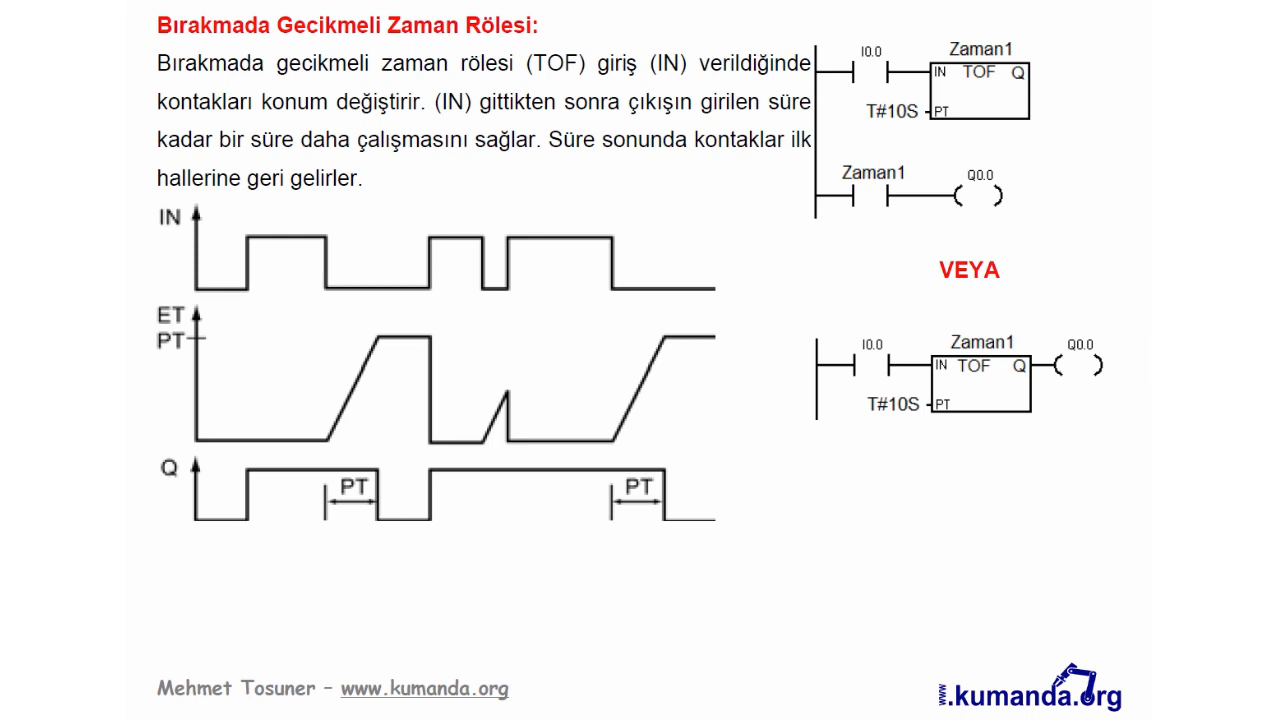 Bırakmada Gecikmeli Zaman Rölesi:
Bırakmada gecikmeli zaman rölesi (TOF) giriş (IN) verildiğinde
kontakları konum değiştirir. (IN) gittikten sonra çıkışın girilen süre
kadar bir süre daha çalışmasını sağlar. Süre sonunda kontaklar ilk
hallerine geri gelirler.
I0.0
Zaman1
IN TOF Q
T#10S PT
Zaman1
Q0.0
VEYA
I0.0
Zaman1
Q0.0
IN TOF Q
T#10S PT
IN
ET
PT
Q
PT
PT
Mehmet Tosuner – www.kumanda.org
www.kumanda.org